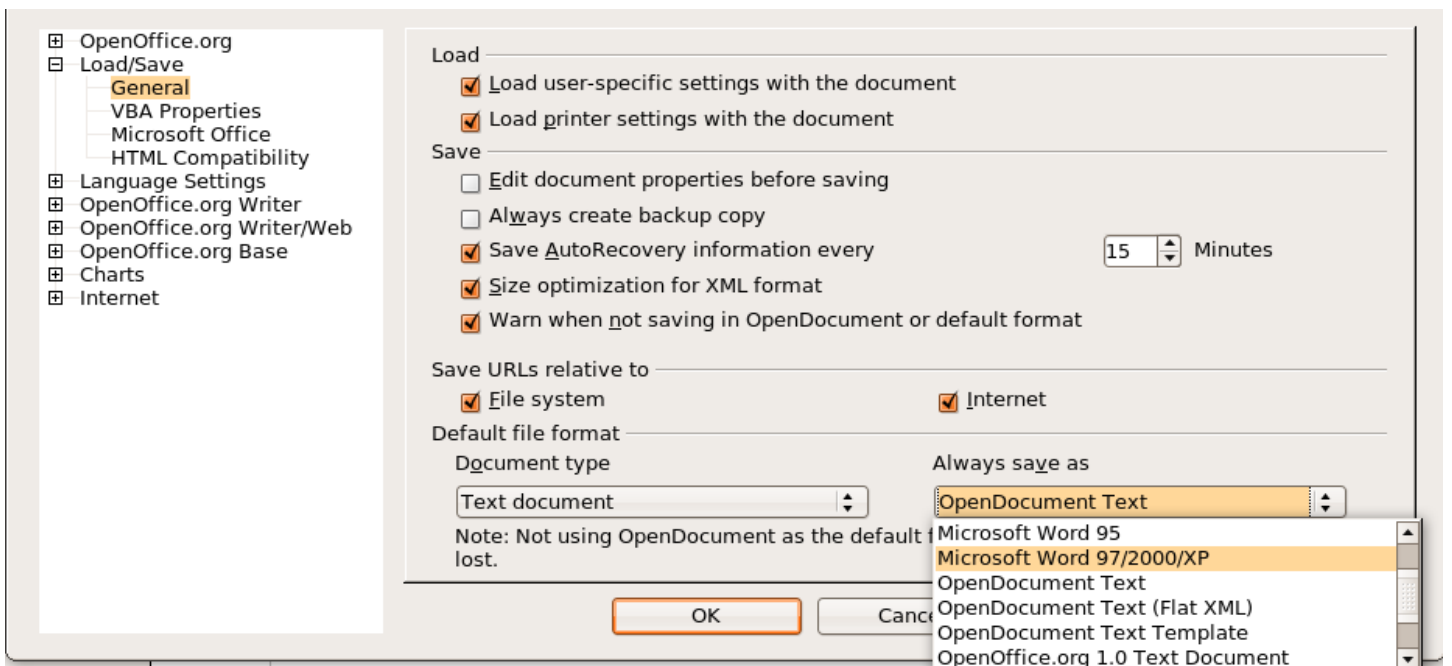 OpenOffice.org
Load/Save
General
VBA Properties
Microsoft Office
HTML Compatibility
Language Settings
OpenOffice.org Writer
OpenOffice.org Writer/Web
OpenOffice.org Base
Charts
Internet
Load
Load user-specific settings with the document
Load printer settings with the document
Save
Edit document properties before saving
Always create backup copy
Save AutoRecovery information every 15 Minutes
Size optimization for XML format
Warn when not saving in OpenDocument or default format
Save URLs relative to
File system Internet
Default file format
Document type Always save as
Text document OpenDocument Text
Note: Not using OpenDocument as the default
lost.
Microsoft Word 95
Microsoft Word 97/2000/XP
OpenDocument Text
OpenDocument Text (Flat XML)
OpenDocument Text Template
OpenOffice.org 1.0 Text Document
OK